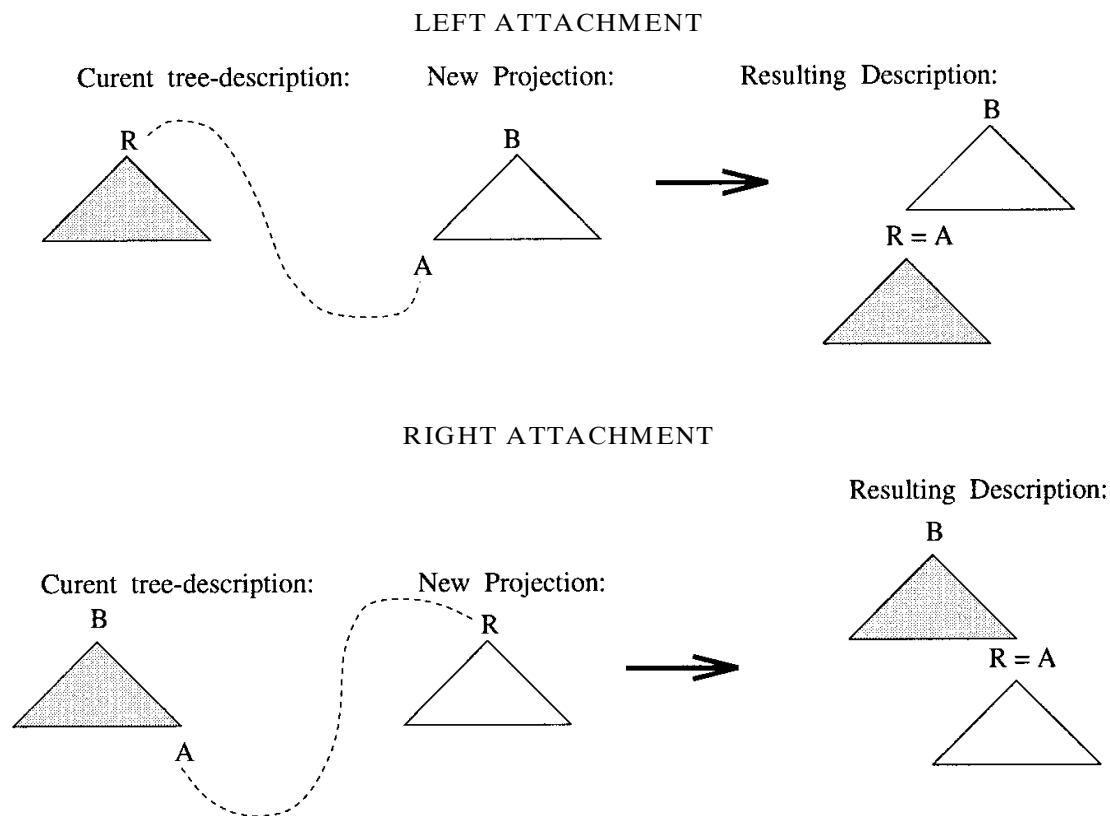 LEFT ATTACHMENT
Curent tree-description: New Projection: Resulting Description:
R B B
A R = A
RIGHT ATTACHMENT
Resulting Description:
B
Curent tree-description: New Projection:
B R
R = A
A